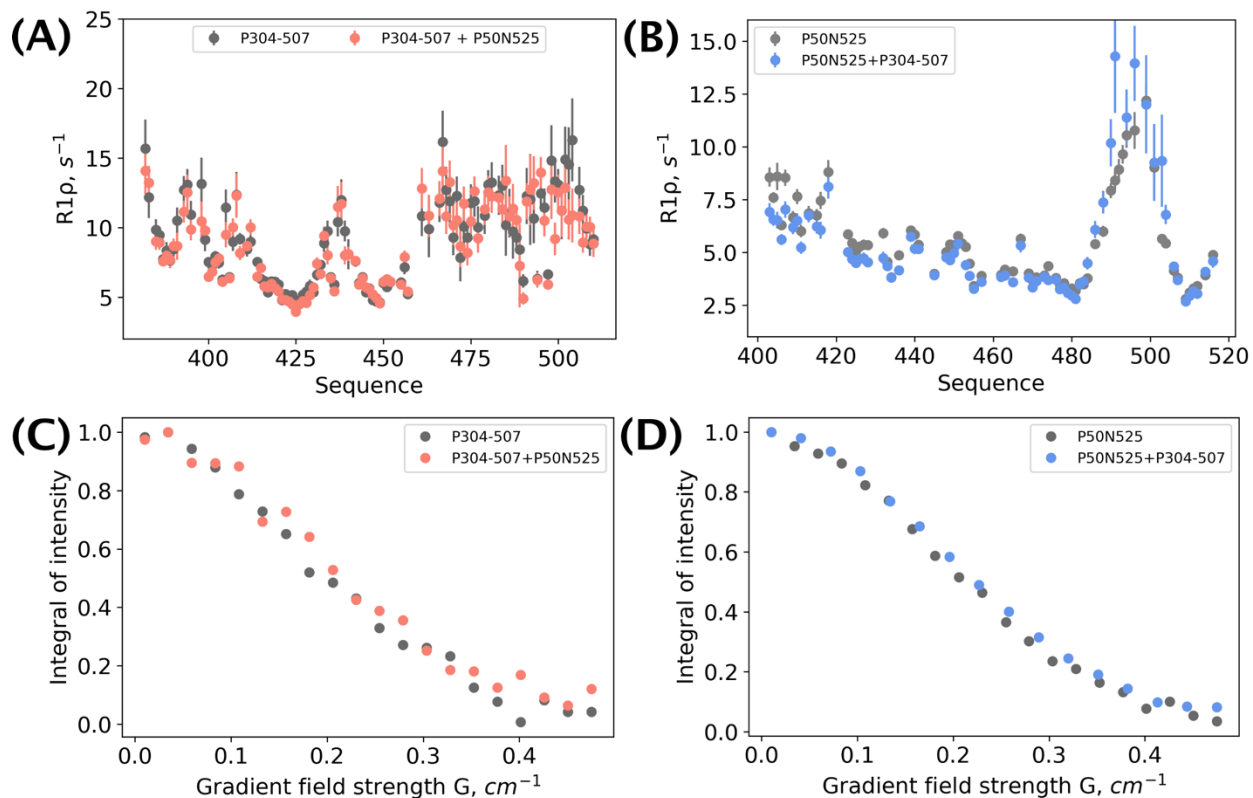 (A)
25
20
15
10
5
R1ρ, s⁻¹
P304-507
P304-507 + P50N525
400
425
450
475
500
Sequence
(B)
15.0
12.5
10.0
7.5
5.0
2.5
R1ρ, s⁻¹
P50N525
P50N525+P304-507
400
420
440
460
480
500
520
Sequence
(C)
1.0
0.8
0.6
0.4
0.2
0.0
Integral of intensity
P304-507
P304-507+P50N525
0.0
0.1
0.2
0.3
0.4
Gradient field strength G, cm⁻¹
(D)
1.0
0.8
0.6
0.4
0.2
0.0
Integral of intensity
P50N525
P50N525+P304-507
0.0
0.1
0.2
0.3
0.4
Gradient field strength G, cm⁻¹